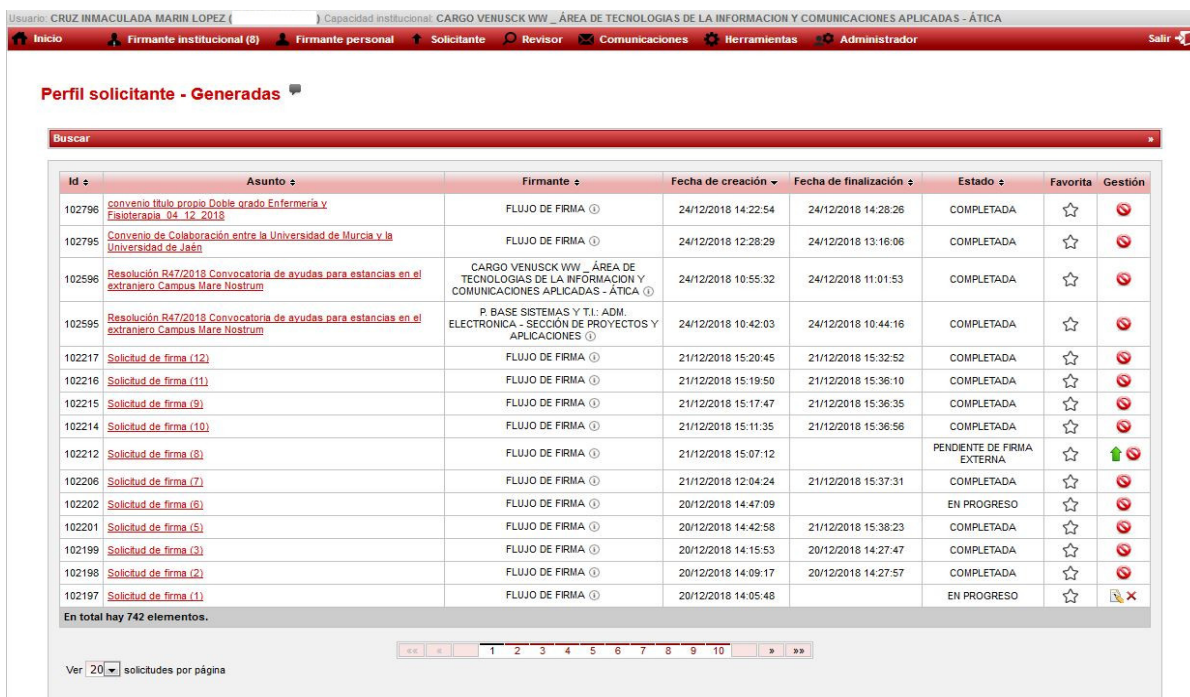 Usuario: CRUZ INMACULADA MARIN LOPEZ ( ) Capacidad institucional: CARGO VENUSCK WW _ ÁREA DE TECNOLOGIAS DE LA INFORMACION Y COMUNICACIONES APLICADAS - ÁTICA
Inicio Firmante institucional (8) Firmante personal Solicitante Revisor Comunicaciones Herramientas Administrador Salir
Perfil solicitante - Generadas
Buscar »
Id Asunto Firmante Fecha de creación Fecha de finalización Estado Favorita Gestión
102796 convenio titulo propio Doble grado Enfermería y
Fisioterapia_04_12_2018 FLUJO DE FIRMA 24/12/2018 14:22:54 24/12/2018 14:28:26 COMPLETADA
102795 Convenio de Colaboración entre la Universidad de Murcia y la
Universidad de Jaén FLUJO DE FIRMA 24/12/2018 12:28:29 24/12/2018 13:16:06 COMPLETADA
102596 Resolución R47/2018 Convocatoria de ayudas para estancias en el
extranjero Campus Mare Nostrum
CARGO VENUSCK WW _ ÁREA DE
TECNOLOGIAS DE LA INFORMACION Y
COMUNICACIONES APLICADAS - ÁTICA
24/12/2018 10:55:32 24/12/2018 11:01:53 COMPLETADA
102595 Resolución R47/2018 Convocatoria de ayudas para estancias en el
extranjero Campus Mare Nostrum
P. BASE SISTEMAS Y T.I.: ADM.
ELECTRONICA - SECCIÓN DE PROYECTOS Y
APLICACIONES
24/12/2018 10:42:03 24/12/2018 10:44:16 COMPLETADA
102217 Solicitud de firma (12) FLUJO DE FIRMA 21/12/2018 15:20:45 21/12/2018 15:32:52 COMPLETADA
102216 Solicitud de firma (11) FLUJO DE FIRMA 21/12/2018 15:19:50 21/12/2018 15:36:10 COMPLETADA
102215 Solicitud de firma (9) FLUJO DE FIRMA 21/12/2018 15:17:47 21/12/2018 15:36:35 COMPLETADA
102214 Solicitud de firma (10) FLUJO DE FIRMA 21/12/2018 15:11:35 21/12/2018 15:36:56 COMPLETADA
102212 Solicitud de firma (8) FLUJO DE FIRMA 21/12/2018 15:07:12 PENDIENTE DE FIRMA
EXTERNA
102206 Solicitud de firma (7) FLUJO DE FIRMA 21/12/2018 12:04:24 21/12/2018 15:37:31 COMPLETADA
102202 Solicitud de firma (6) FLUJO DE FIRMA 20/12/2018 14:47:09 EN PROGRESO
102201 Solicitud de firma (5) FLUJO DE FIRMA 20/12/2018 14:42:58 21/12/2018 15:38:23 COMPLETADA
102199 Solicitud de firma (3) FLUJO DE FIRMA 20/12/2018 14:15:53 20/12/2018 14:27:47 COMPLETADA
102198 Solicitud de firma (2) FLUJO DE FIRMA 20/12/2018 14:09:17 20/12/2018 14:27:57 COMPLETADA
102197 Solicitud de firma (1) FLUJO DE FIRMA 20/12/2018 14:05:48 EN PROGRESO
En total hay 742 elementos.
«« « 1 2 3 4 5 6 7 8 9 10 » »»
Ver 20 solicitudes por página